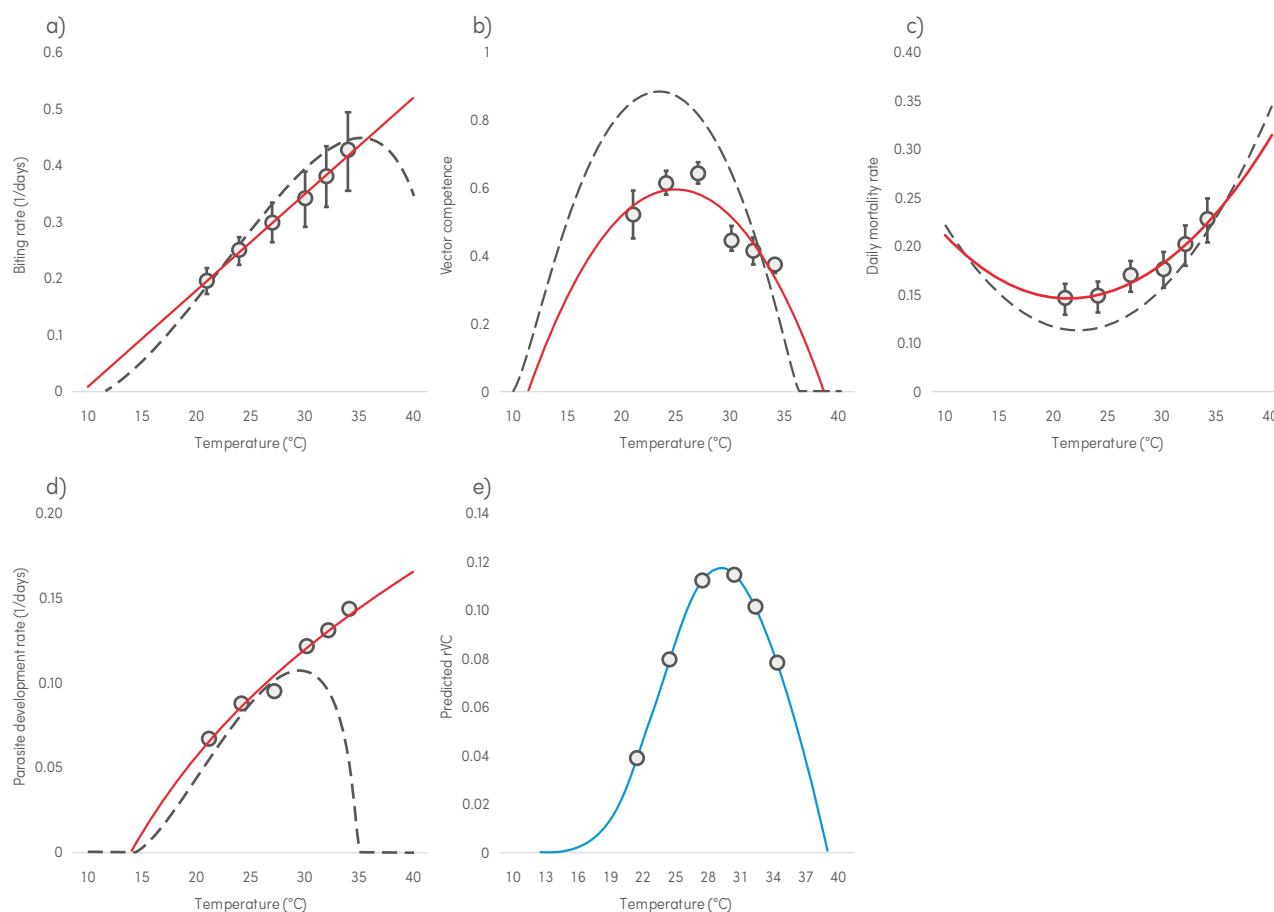 a)
0.6
0.5
0.4
0.3
0.2
0.1
0
Biting rate (1/days)
10 15 20 25 30 35 40
Temperature (°C)
b)
1
0.8
0.6
0.4
0.2
0
Vector competence
10 15 20 25 30 35 40
Temperature (°C)
c)
0.40
0.35
0.30
0.25
0.20
0.15
0.10
0
Daily mortality rate
10 15 20 25 30 35 40
Temperature (°C)
d)
0.20
0.15
0.10
0.05
0
Parasite development rate (1/days)
10 15 20 25 30 35 40
Temperature (°C)
e)
0.14
0.12
0.10
0.08
0.06
0.04
0.02
0
Predicted rVC
10 13 16 19 22 25 28 31 34 37 40
Temperature (°C)